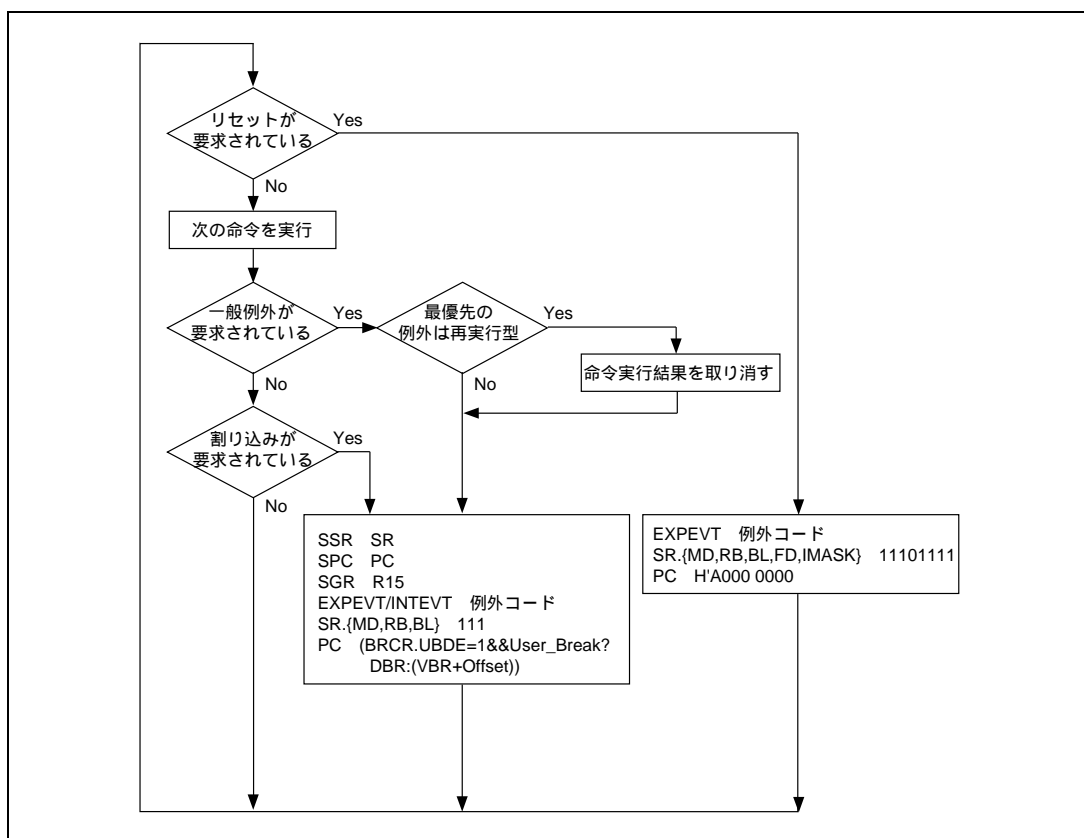 リセットが
要求されている
Yes
No
次の命令を実行
一般例外が
要求されている
Yes
No
最優先の
例外は再実行型
Yes
No
命令実行結果を取り消す
割り込みが
要求されている
Yes
No
SSR SR
SPC PC
SGR R15
EXPEVT/INTEVT 例外コード
SR.{MD,RB,BL} 111
PC (BRCR.UBDE=1&&User_Break?
DBR:(VBR+Offset))
EXPEVT 例外コード
SR.{MD,RB,BL,FD,IMASK} 11101111
PC H'A000 0000